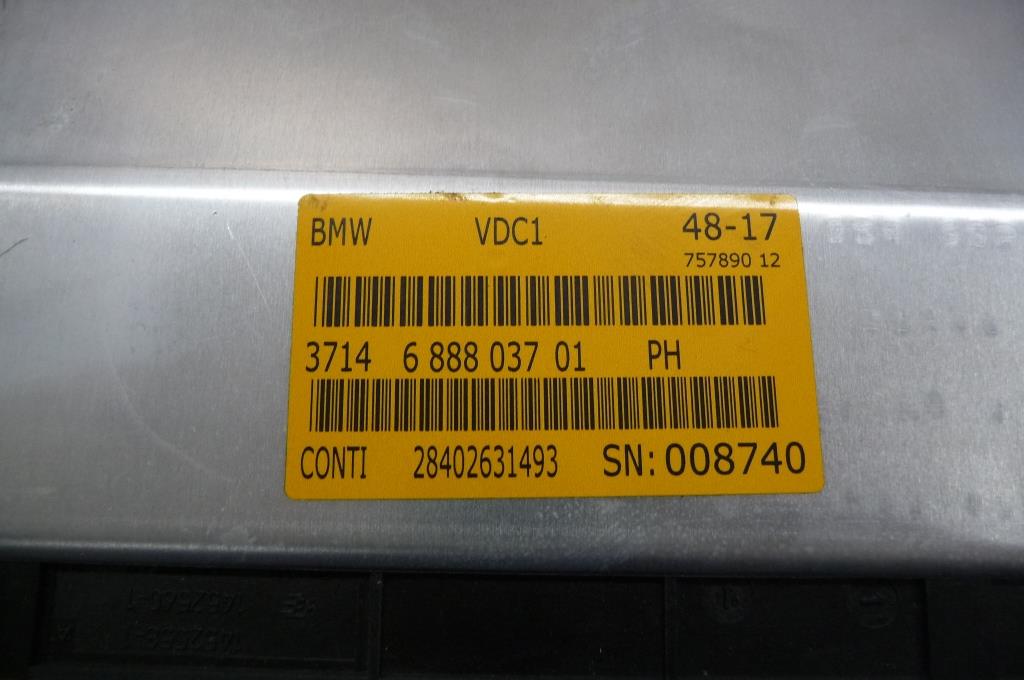 BMW VDC1 48-17
757890 12
3714 6 888 037 01 PH
CONTI 28402631493 SN: 008740